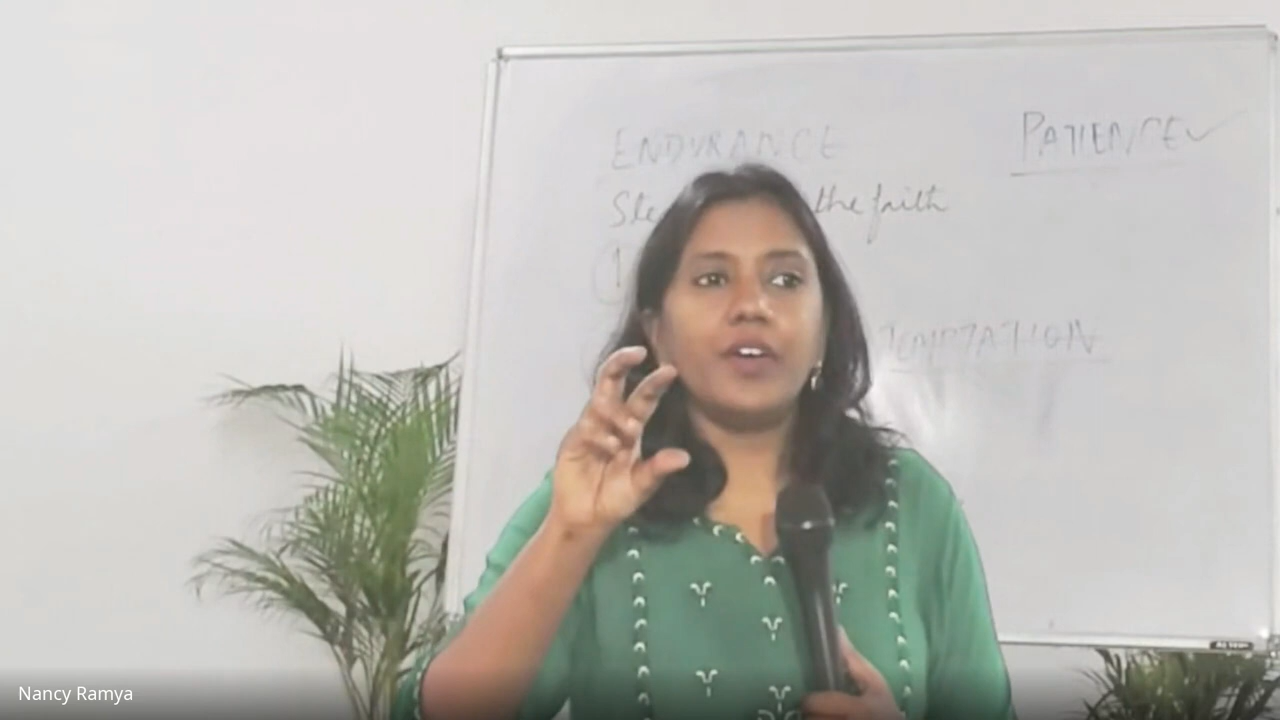 ENDURANCE
PATIENCE ✓
the faith
TEMPTATION
Nancy Ramya